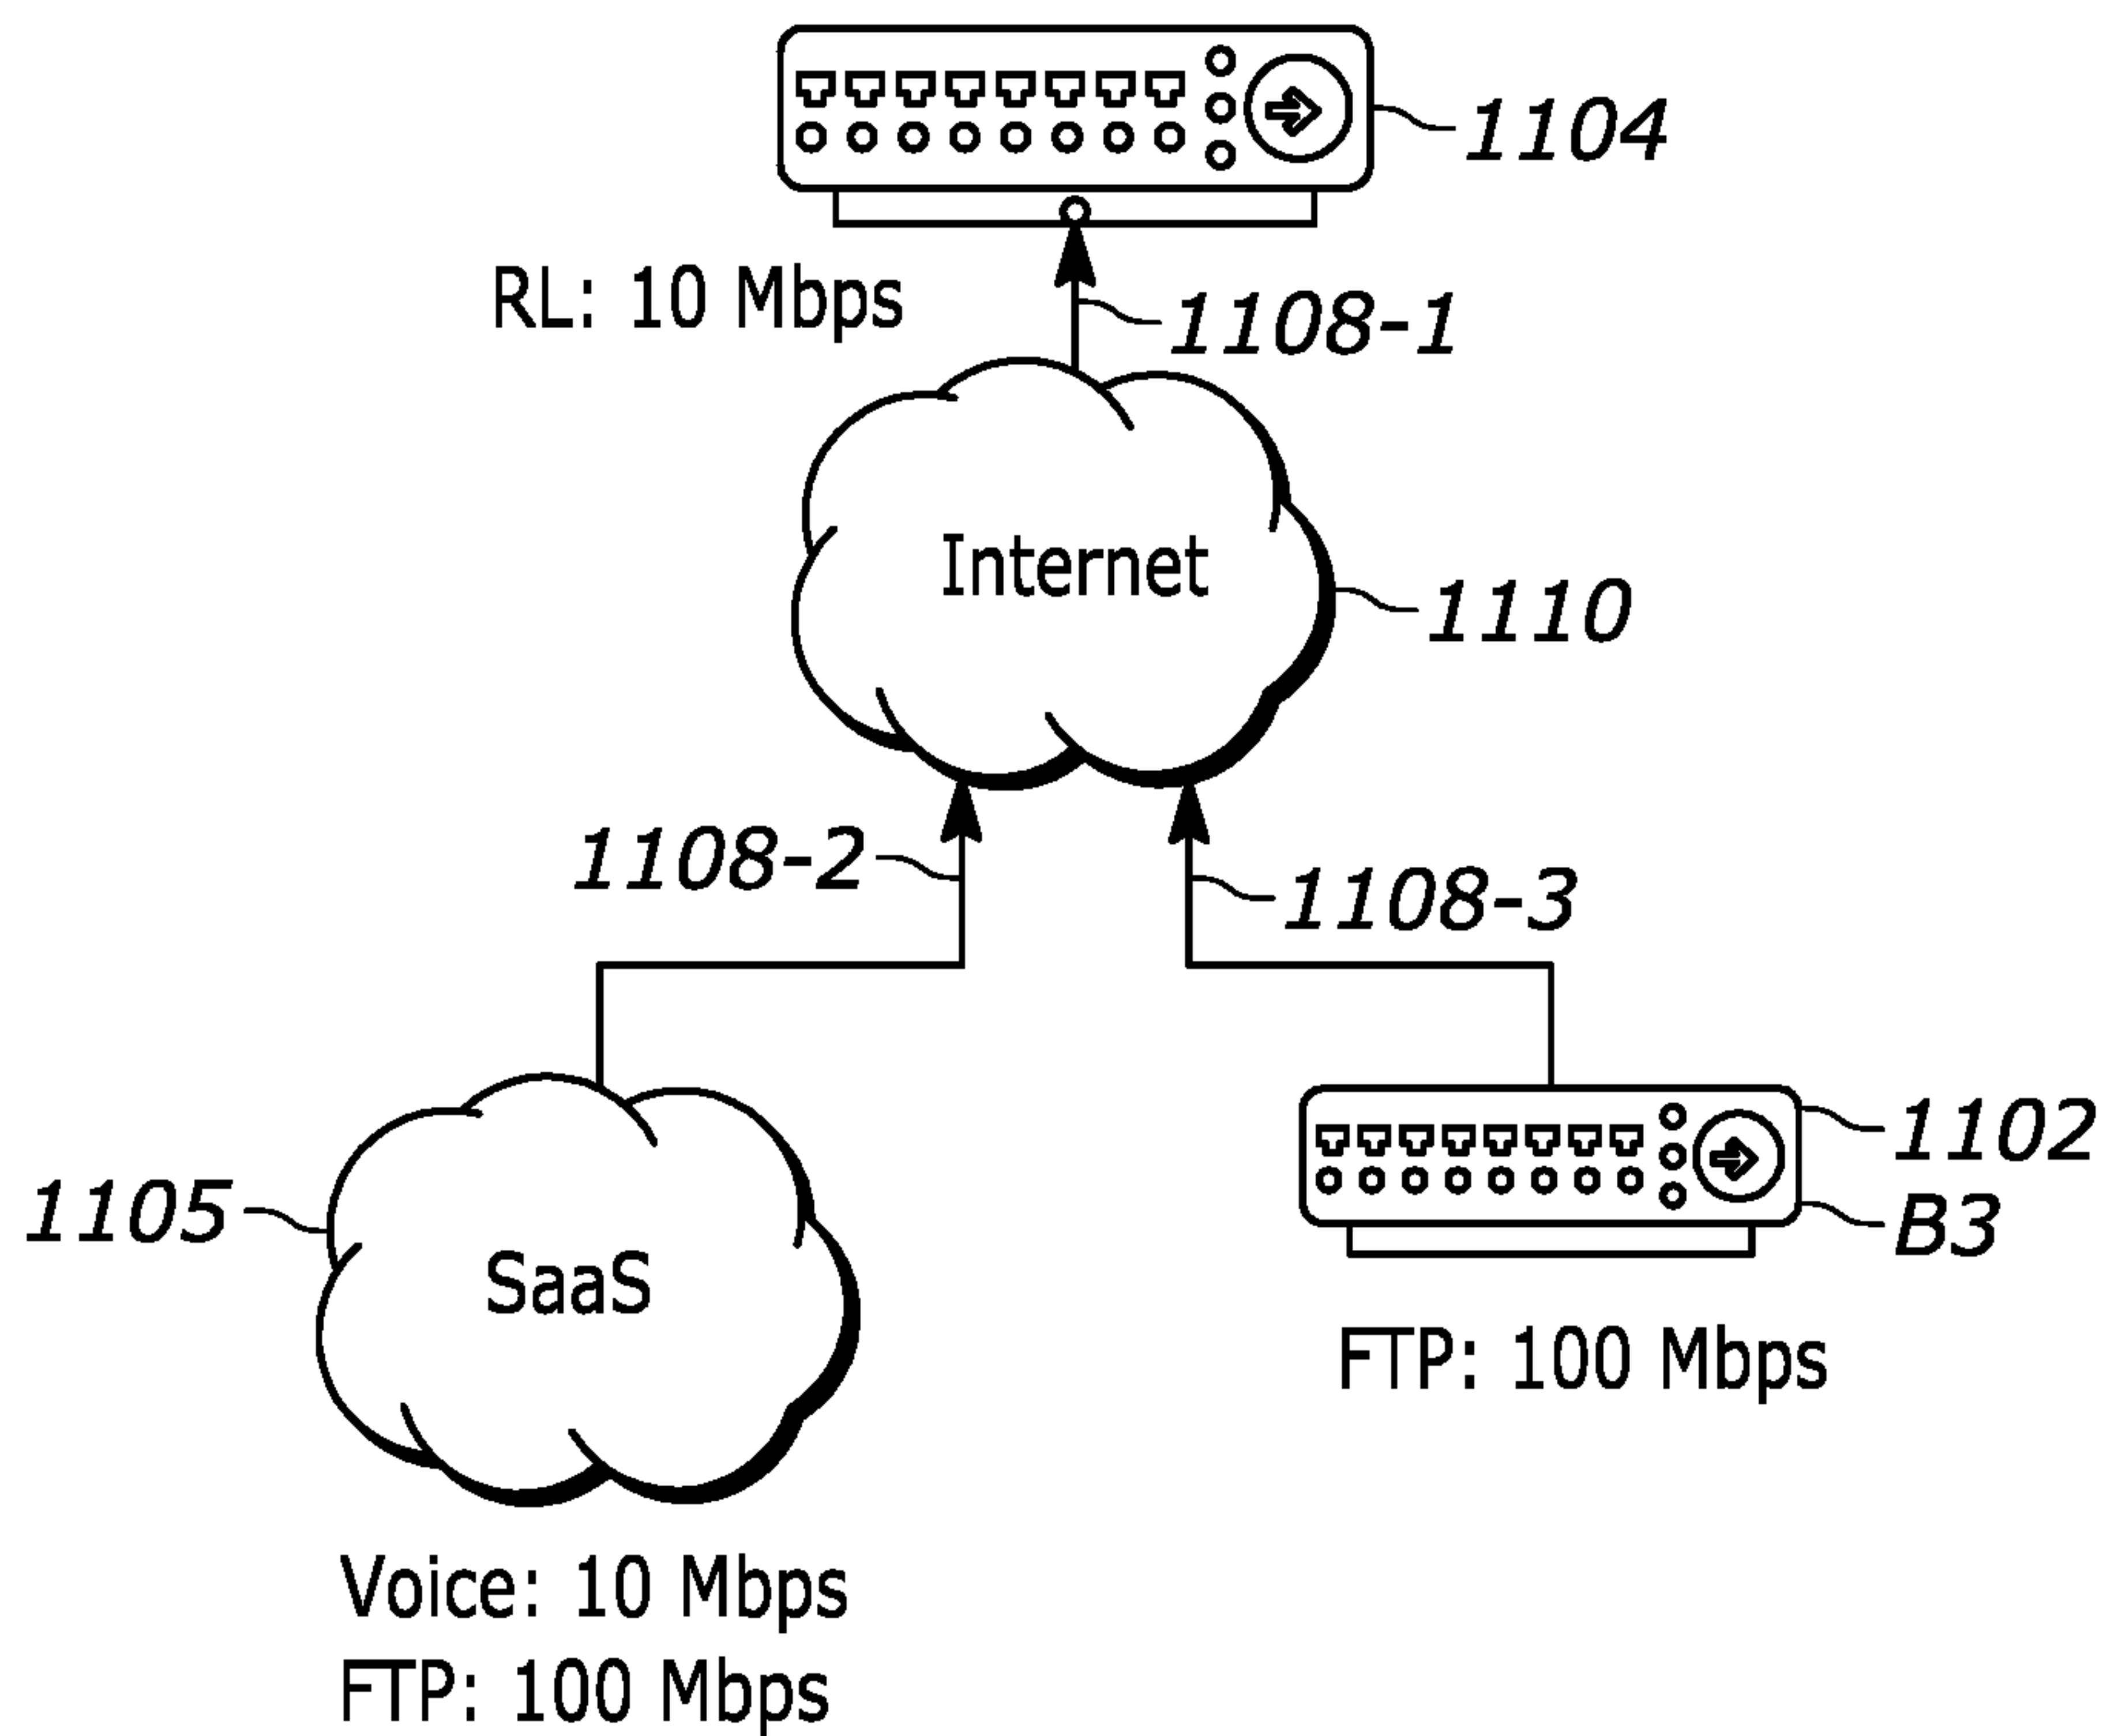 1104
RL: 10 Mbps
1108-1
Internet
1110
1108-2
1108-3
1102
1105
B3
SaaS
FTP: 100 Mbps
Voice: 10 Mbps
FTP: 100 Mbps